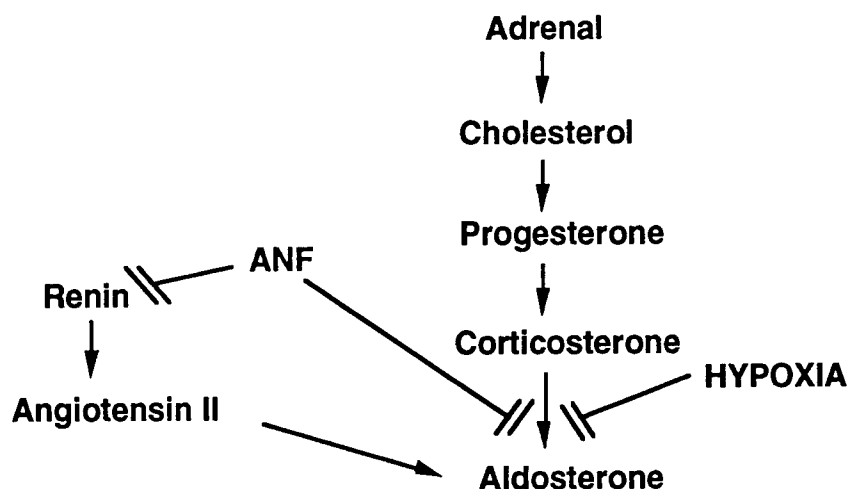 Adrenal
Cholesterol
Progesterone
ANF
Renin
Corticosterone
HYPOXIA
Angiotensin II
Aldosterone